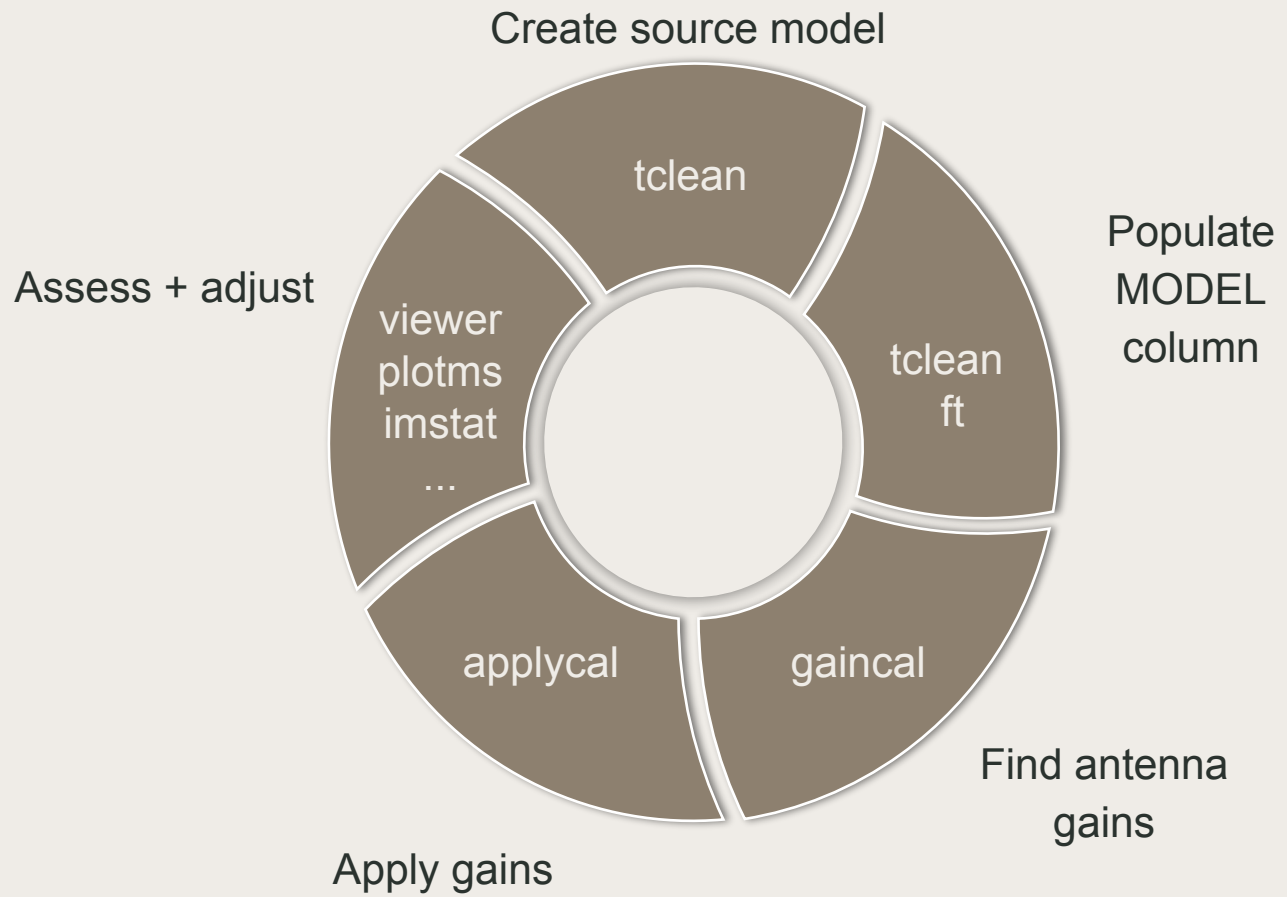 Create source model
tclean
Populate
MODEL
column
tclean
ft
Find antenna
gains
gaincal
Apply gains
applycal
Assess + adjust
viewer
plotms
imstat
...